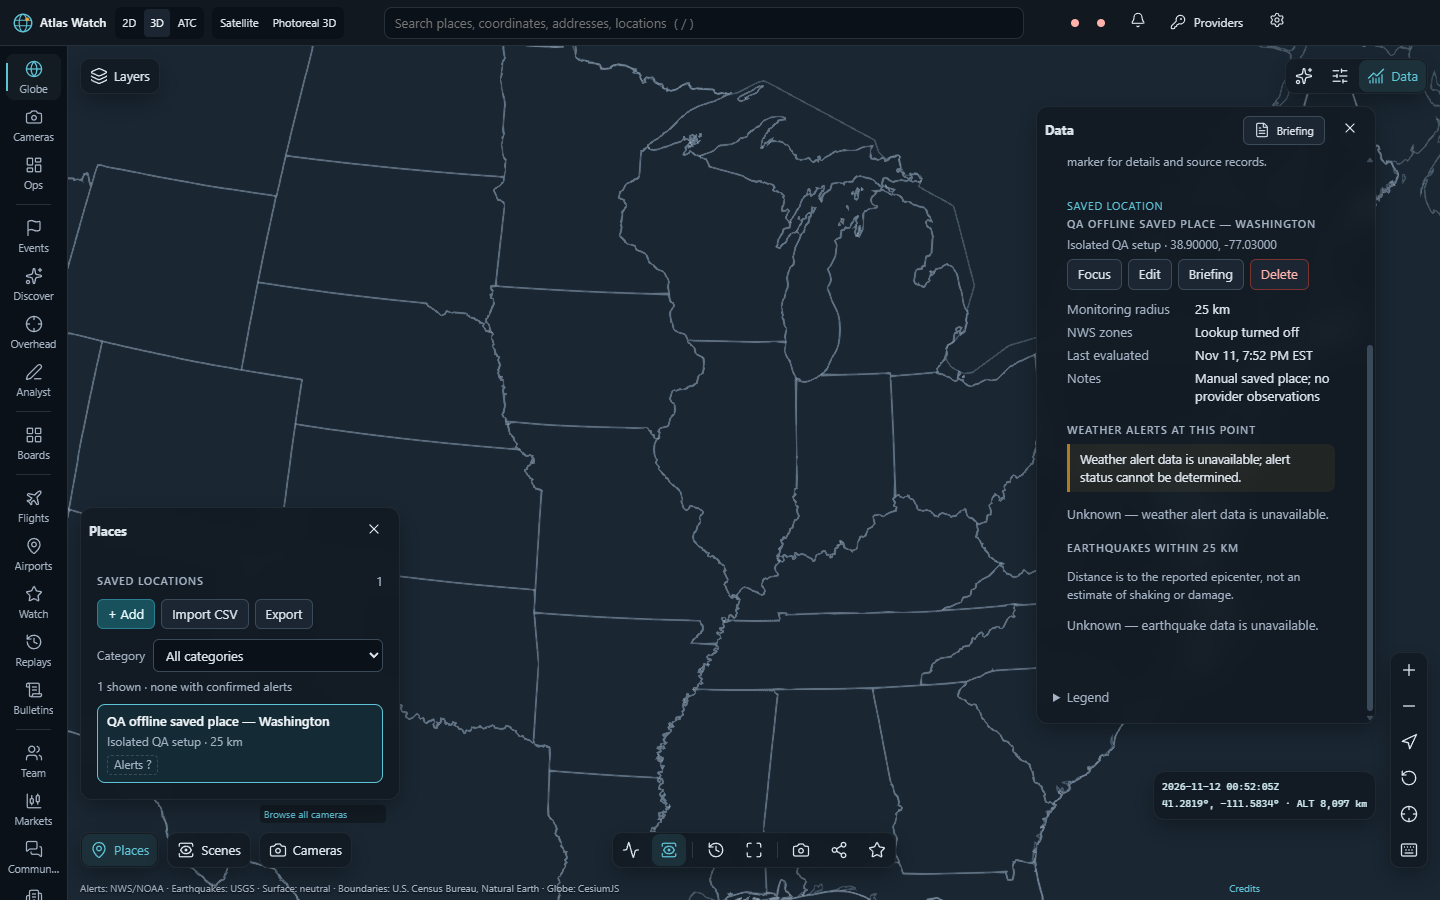 Atlas Watch
2D
3D
ATC
Satellite
Photoreal 3D
Search places, coordinates, addresses, locations ( / )
Providers
Globe
Cameras
Ops
Events
Discover
Overhead
Analyst
Boards
Flights
Airports
Watch
Replays
Bulletins
Team
Markets
Commun...
Layers
Data
Data
Briefing
marker for details and source records.
SAVED LOCATION
QA OFFLINE SAVED PLACE — WASHINGTON
Isolated QA setup · 38.90000, -77.03000
Focus
Edit
Briefing
Delete
Monitoring radius 25 km
NWS zones Lookup turned off
Last evaluated Nov 11, 7:52 PM EST
Notes Manual saved place; no
provider observations
WEATHER ALERTS AT THIS POINT
Weather alert data is unavailable; alert
status cannot be determined.
Unknown — weather alert data is unavailable.
EARTHQUAKES WITHIN 25 KM
Distance is to the reported epicenter, not an
estimate of shaking or damage.
Unknown — earthquake data is unavailable.
Legend
Places
SAVED LOCATIONS 1
+ Add
Import CSV
Export
Category All categories
1 shown · none with confirmed alerts
QA offline saved place — Washington
Isolated QA setup · 25 km
Alerts ?
Browse all cameras
Places
Scenes
Cameras
2026-11-12 00:52:05Z
41.2819°, -111.5834° · ALT 8,097 km
Alerts: NWS/NOAA · Earthquakes: USGS · Surface: neutral · Boundaries: U.S. Census Bureau, Natural Earth · Globe: CesiumJS
Credits